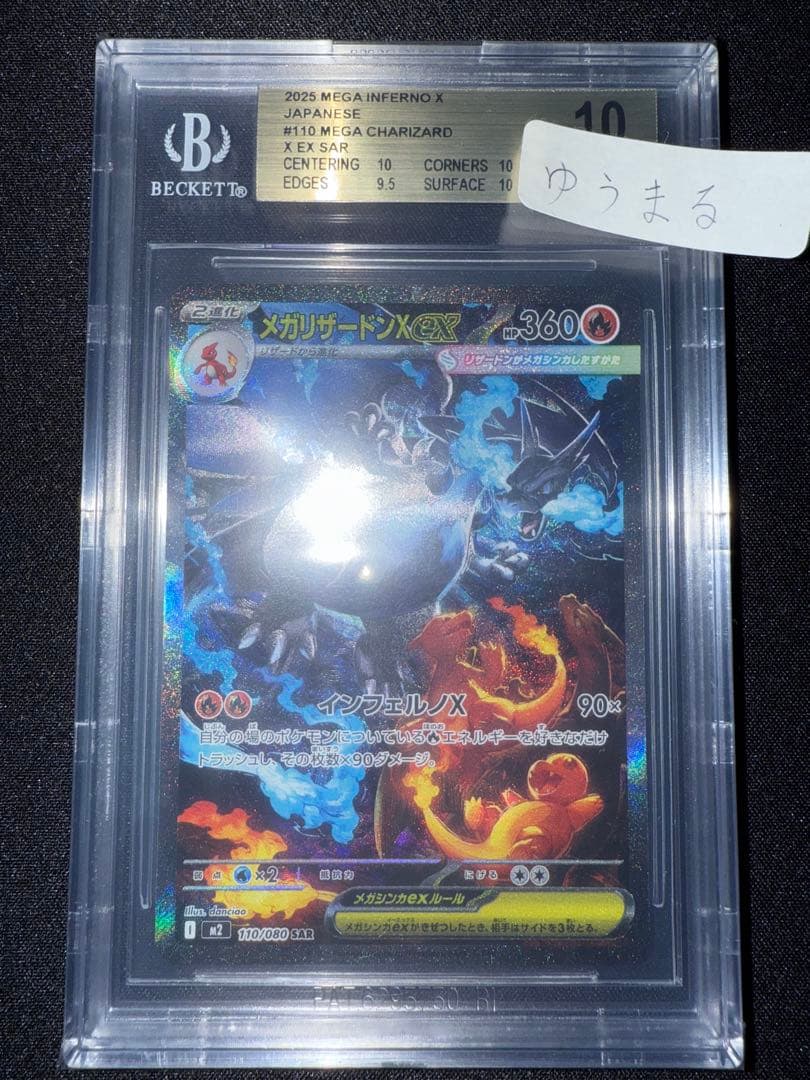 2025 MEGA INFERNO X
JAPANESE
#110 MEGA CHARIZARD
X EX SAR
CENTERING 10 CORNERS 10
EDGES 9.5 SURFACE 10
10
B
BECKETT®
ゆうまる
2進化
メガリザードンXex
HP360
リザードから進化
リザードンがメガシンカしたすがた
インフェルノX 90×
自分の場のポケモンについているエネルギーを好きなだけ
トラッシュし、その枚数×90ダメージ。
弱点 ×2 抵抗力 にげる
メガシンカexルール
メガシンカexがきぜつしたとき、相手はサイドを3枚とる。
Illus. danciao
I M2 110/080 SAR